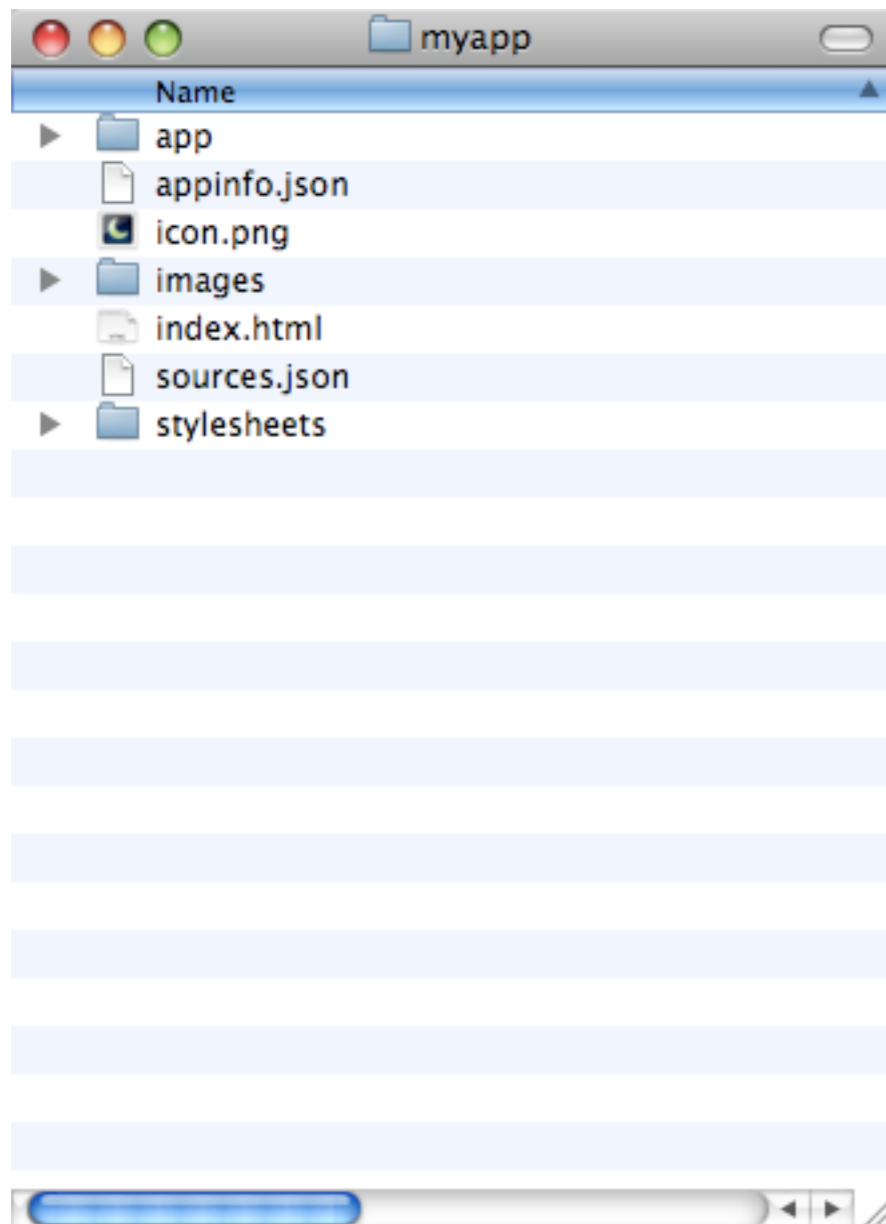 myapp
Name
app
appinfo.json
icon.png
images
index.html
sources.json
stylesheets